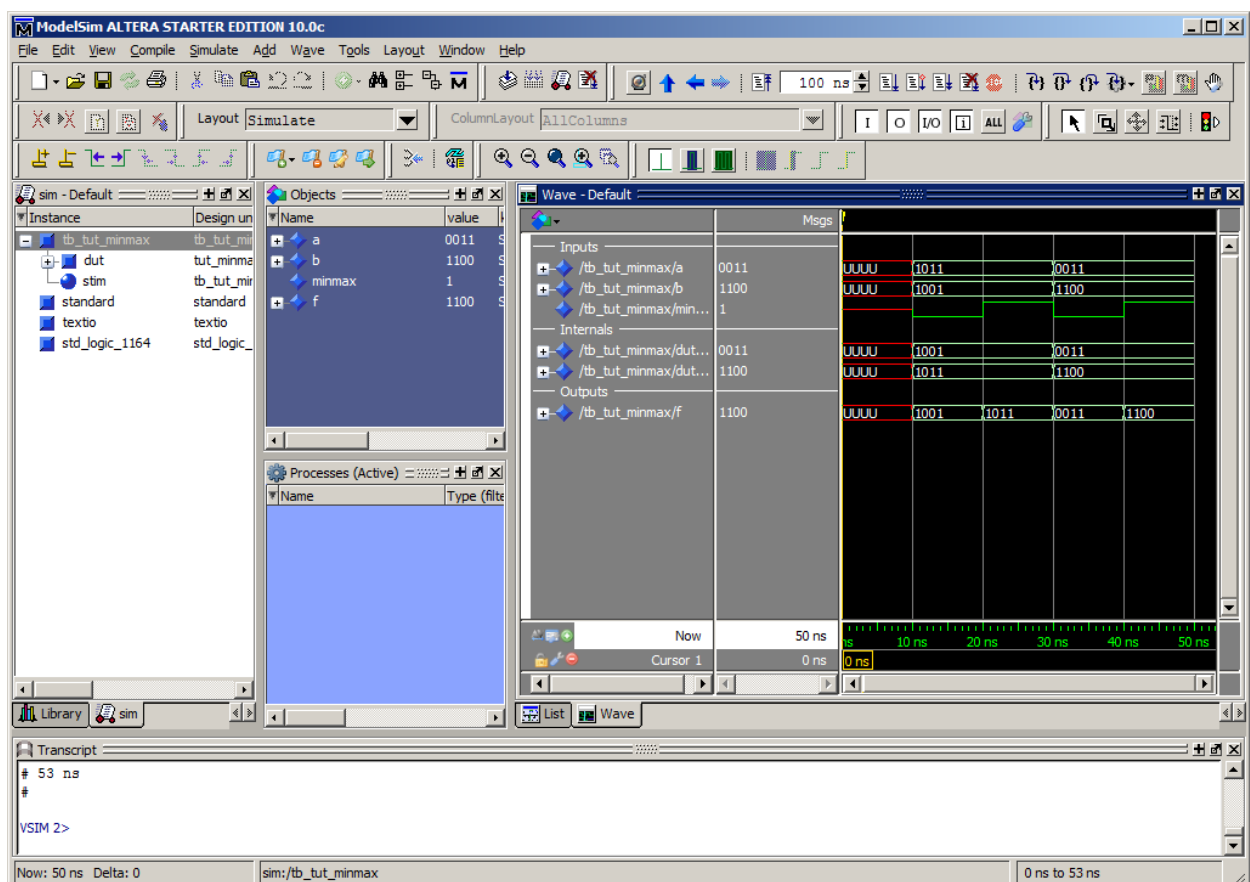 ModelSim ALTERA STARTER EDITION 10.0c
File Edit View Compile Simulate Add Wave Tools Layout Window Help
100 ns
Layout Simulate
ColumnLayout AllColumns
I O I/O i ALL
sim - Default
Instance Design un
tb_tut_minmax tb_tut_mi
dut tut_minma
stim tb_tut_mi
standard standard
textio textio
std_logic_1164 std_logic_
Library sim
Objects
Name value
a 0011 S
b 1100 S
minmax 1 S
f 1100 S
Processes (Active)
Name Type (filte
Wave - Default
Msgs
Inputs
/tb_tut_minmax/a 0011 UUUU 1011 0011
/tb_tut_minmax/b 1100 UUUU 1001 1100
/tb_tut_minmax/min... 1
Internals
/tb_tut_minmax/dut... 0011 UUUU 1001 0011
/tb_tut_minmax/dut... 1100 UUUU 1011 1100
Outputs
/tb_tut_minmax/f 1100 UUUU 1001 1011 0011 1100
Now 50 ns ns 10 ns 20 ns 30 ns 40 ns 50 ns
Cursor 1 0 ns 0 ns
List Wave
Transcript
# 53 ns
#
VSIM 2>
Now: 50 ns Delta: 0 sim:/tb_tut_minmax 0 ns to 53 ns